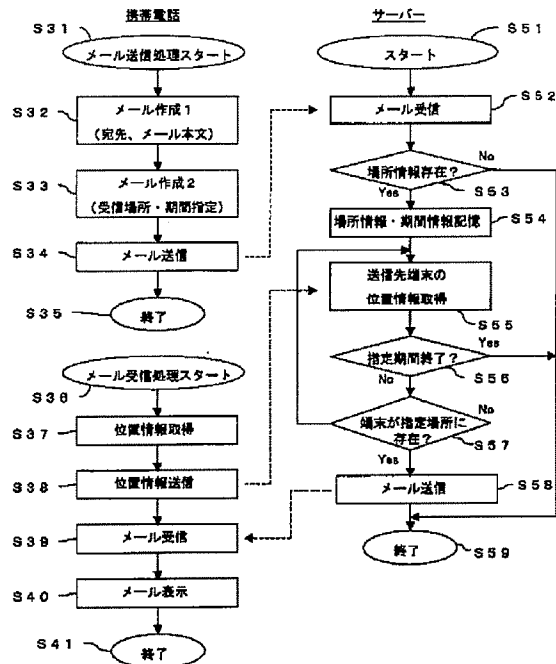 携帯電話
S31
メール送信処理スタート
S32
メール作成1
(宛先、メール本文)
S33
メール作成2
(受信場所・期間指定)
S34
メール送信
S35
終了
メール受信処理スタート
S36
S37
位置情報取得
S38
位置情報送信
S39
メール受信
S40
メール表示
S41
終了
サーバー
S51
スタート
S52
メール受信
場所情報存在?
No
Yes
S53
S54
場所情報・期間情報記憶
送信先端末の
位置情報取得
S55
指定期間終了?
Yes
No
S56
端末が指定場所に
存在?
No
Yes
S57
メール送信
S58
終了
S59